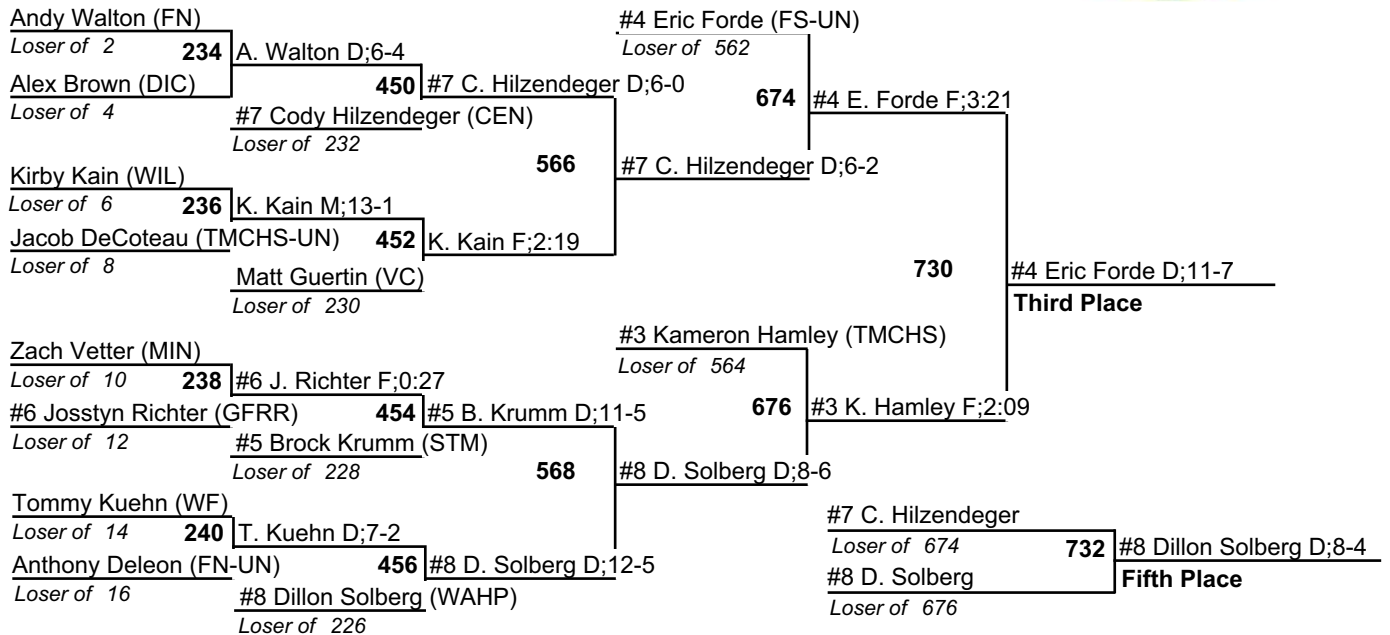 Andy Walton (FN)
Loser of 2
234
A. Walton D;6-4
Alex Brown (DIC)
Loser of 4
450
#7 C. Hilzendeger D;6-0
#7 Cody Hilzendeger (CEN)
Loser of 232
Kirby Kain (WIL)
Loser of 6
236
K. Kain M;13-1
Jacob DeCoteau (TMCHS-UN)
Loser of 8
452
K. Kain F;2:19
Matt Guertin (VC)
Loser of 230
566
#7 C. Hilzendeger D;6-2
#4 Eric Forde (FS-UN)
Loser of 562
674
#4 E. Forde F;3:21
Zach Vetter (MIN)
Loser of 10
238
#6 J. Richter F;0:27
#6 Josstyn Richter (GFRR)
Loser of 12
454
#5 B. Krumm D;11-5
#5 Brock Krumm (STM)
Loser of 228
Tommy Kuehn (WF)
Loser of 14
240
T. Kuehn D;7-2
Anthony Deleon (FN-UN)
Loser of 16
456
#8 D. Solberg D;12-5
#8 Dillon Solberg (WAHP)
Loser of 226
568
#8 D. Solberg D;8-6
#3 Kameron Hamley (TMCHS)
Loser of 564
676
#3 K. Hamley F;2:09
730
#4 Eric Forde D;11-7
Third Place
#7 C. Hilzendeger
Loser of 674
732
#8 Dillon Solberg D;8-4
#8 D. Solberg
Fifth Place
Loser of 676